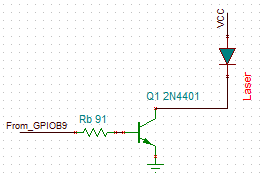 VCC
Q1 2N4401
Laser
Rb 91
From_GPIOB9